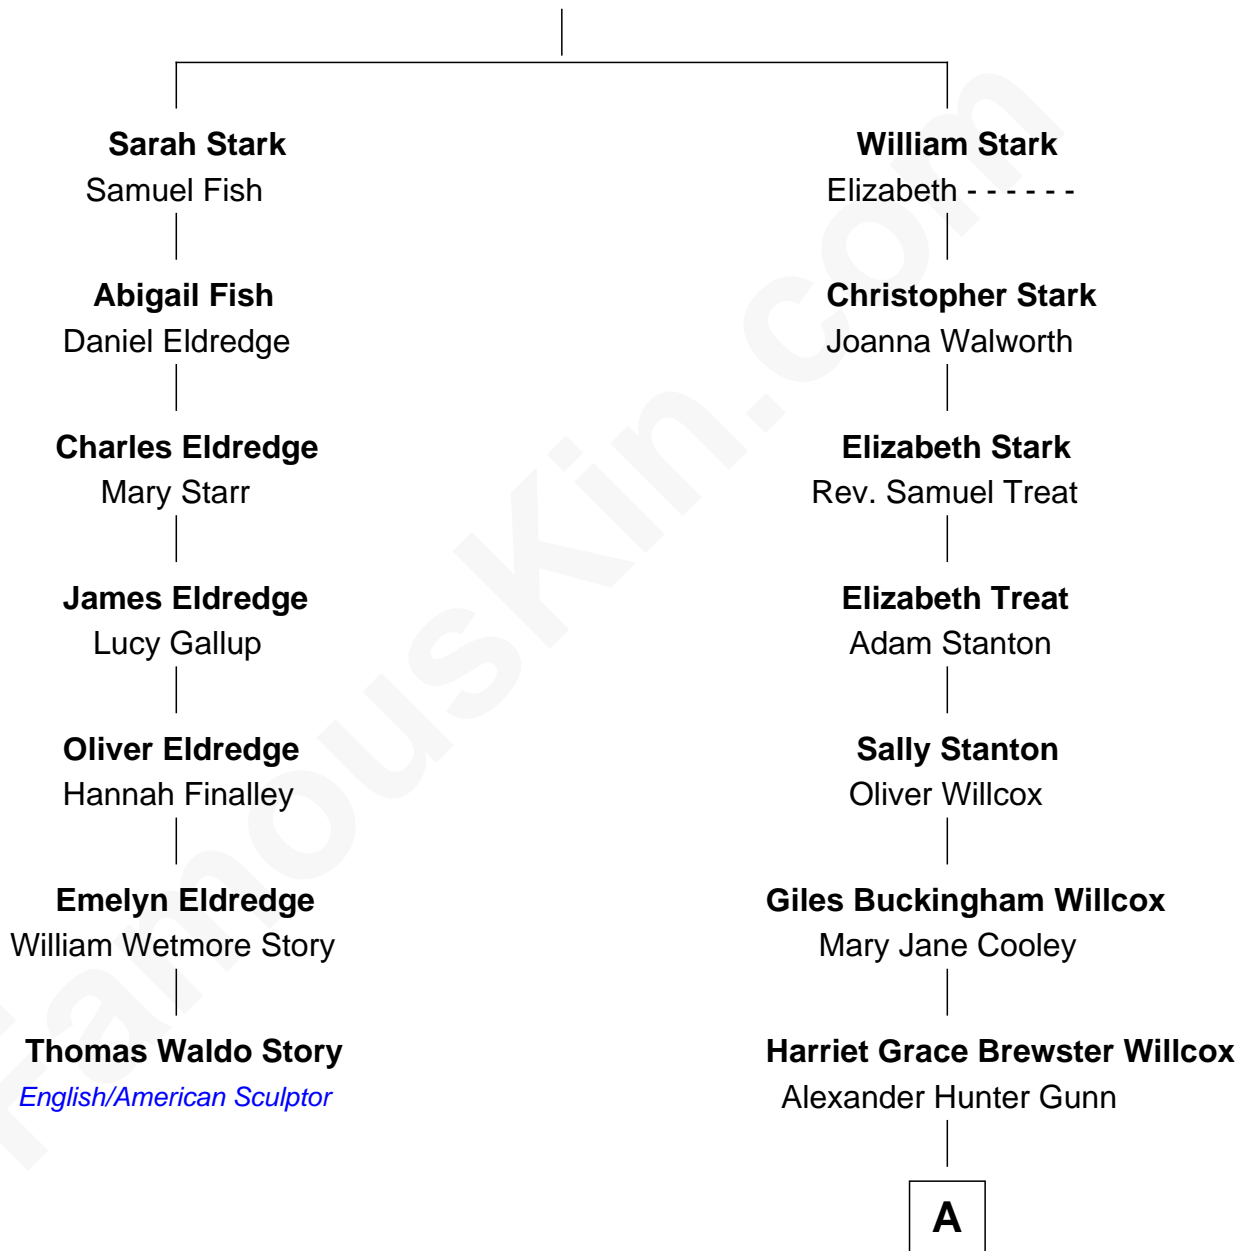 Sarah Stark
Samuel Fish
Abigail Fish
Daniel Eldredge
Charles Eldredge
Mary Starr
James Eldredge
Lucy Gallup
Oliver Eldredge
Hannah Finalley
Emelyn Eldredge
William Wetmore Story
Thomas Waldo Story
English/American Sculptor
William Stark
Elizabeth - - - - - -
Christopher Stark
Joanna Walworth
Elizabeth Stark
Rev. Samuel Treat
Elizabeth Treat
Adam Stanton
Sally Stanton
Oliver Willcox
Giles Buckingham Willcox
Mary Jane Cooley
Harriet Grace Brewster Willcox
Alexander Hunter Gunn
A
FamousKin.com